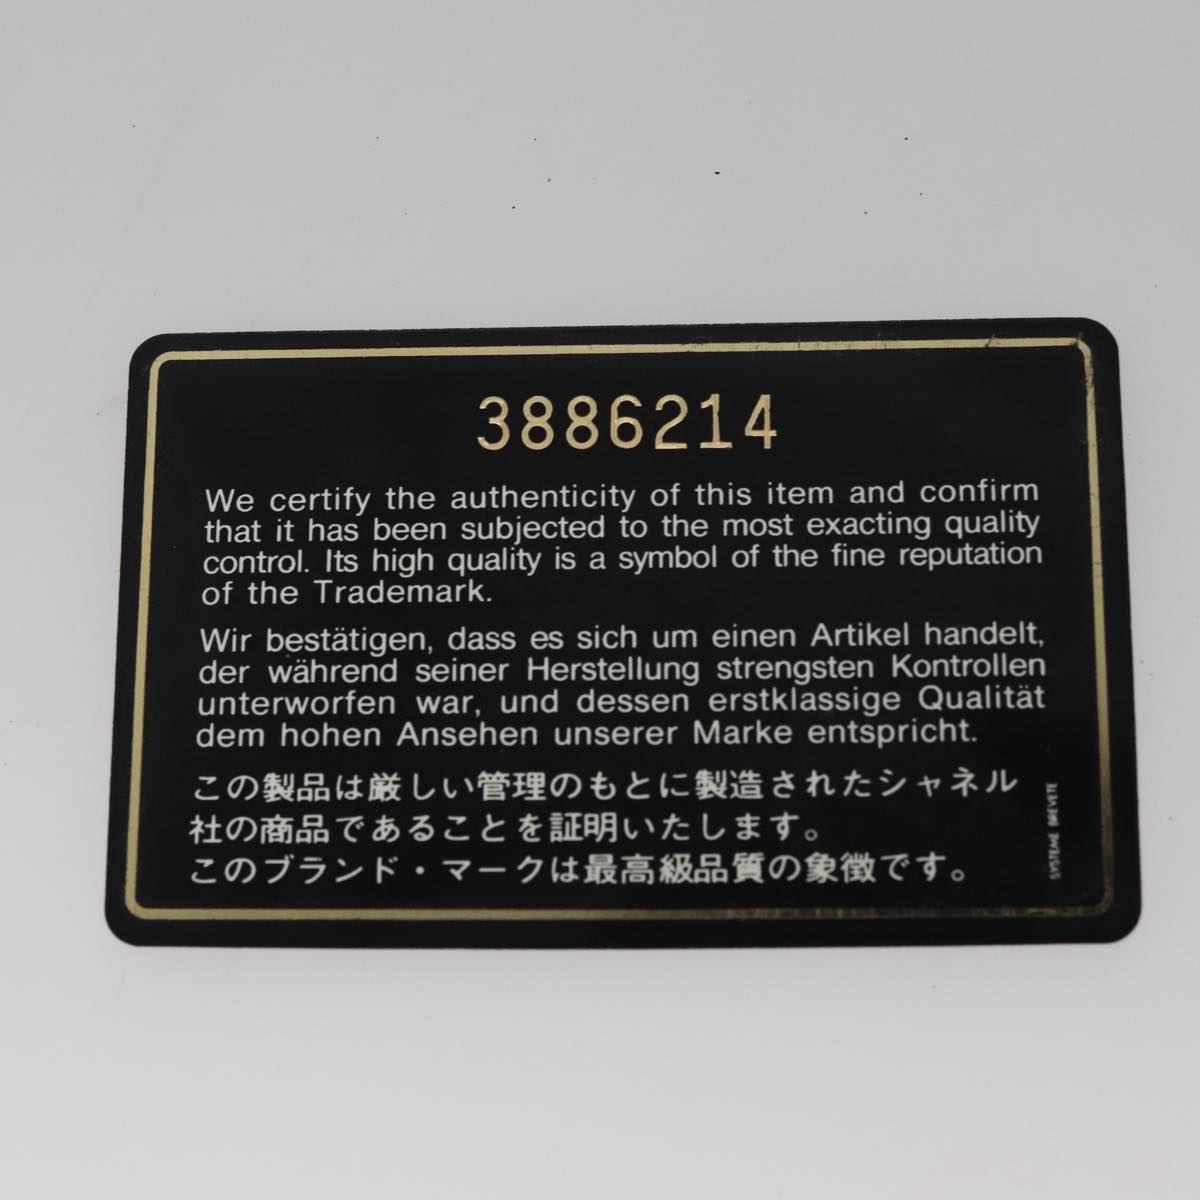 3886214
We certify the authenticity of this item and confirm
that it has been subjected to the most exacting quality
control. Its high quality is a symbol of the fine reputation
of the Trademark.
Wir bestätigen, dass es sich um einen Artikel handelt,
der während seiner Herstellung strengsten Kontrollen
unterworfen war, und dessen erstklassige Qualität
dem hohen Ansehen unserer Marke entspricht.
この製品は厳しい管理のもとに製造されたシャネル
社の商品であることを証明いたします。
このブランド・マークは最高級品質の象徴です。
SYSTEME BREVETE